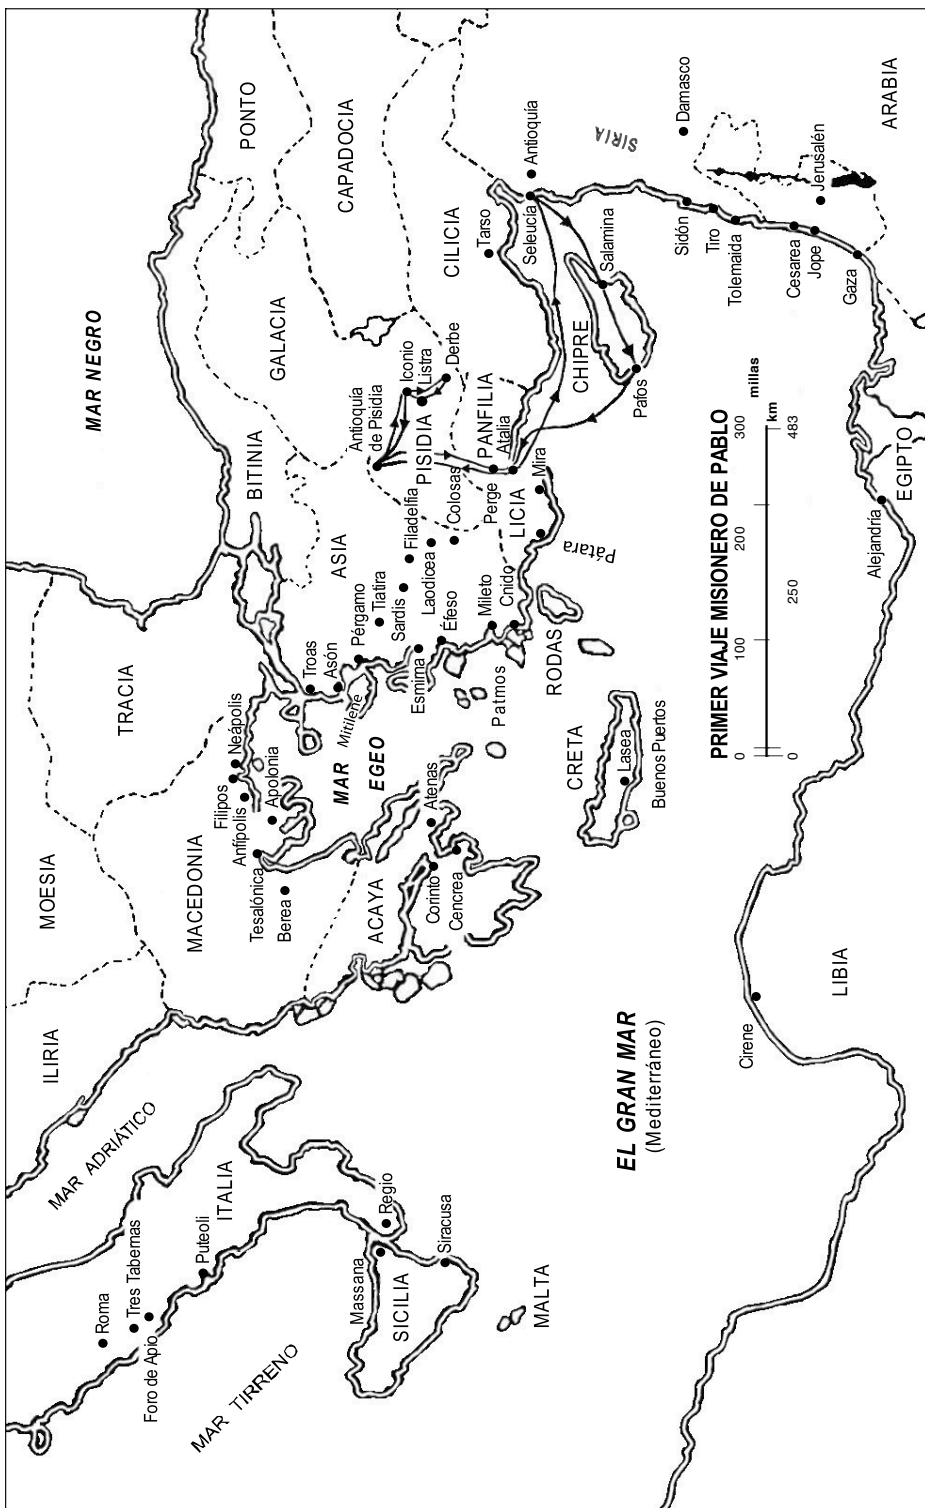 MAR NEGRO
PONTO
CAPADOCIA
GALACIA
BITINIA
TRACIA
MOESIA
ILIRIA
MACEDONIA
MAR ADRIÁTICO
ITALIA
Roma
Tres Tabernas
Foro de Apio
Puteoli
MAR TIRRENO
Regio
Massana
SICILIA
Siracusa
MALTA
Neápolis
Filipos
Anfípolis
Apolonia
Tesalónica
Berea
MAR
EGEO
ACAYA
Atenas
Corinto
Cencrea
ASIA
Troas
Asón
Mitilene
Pérgamo
Tiatira
Sardis
Filadelfia
Esmirna
Laodicea
Colosas
Éfeso
Mileto
Patmos
Cnido
RODAS
Antioquía
de Pisidia
Iconio
Listra
Derbe
PISIDIA
PANFILIA
Perge
Atalia
LICIA
Mira
Pátara
CILICIA
Tarso
Antioquía
Seleucia
SIRIA
Salamina
CHIPRE
Pafos
Damasco
Sidón
Tiro
Tolemaida
Cesarea
Jope
Jerusalén
Gaza
ARABIA
CRETA
Lasea
Buenos Puertos
EL GRAN MAR
(Mediterráneo)
PRIMER VIAJE MISIONERO DE PABLO
0 100 200 300 millas
0 250 483 km
Cirene
LIBIA
Alejandría
EGIPTO